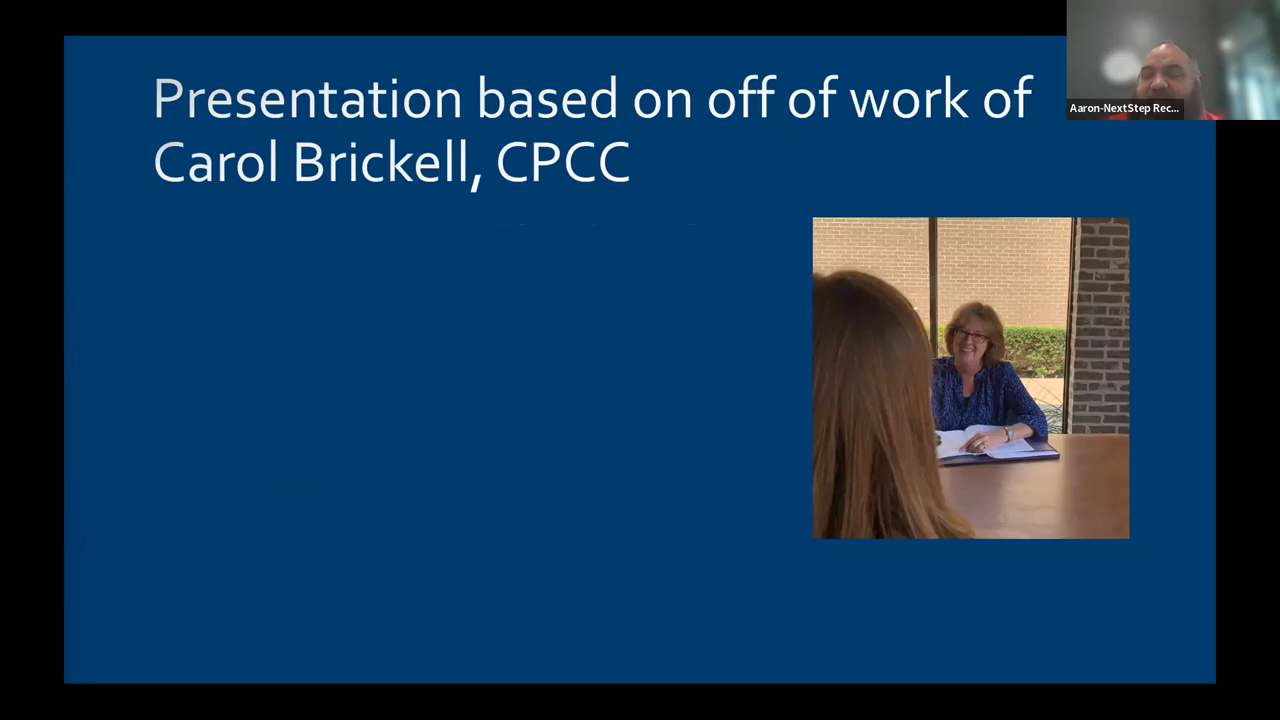 Presentation based on off of work of
Carol Brickell, CPCC
Aaron-NextStep Rec...